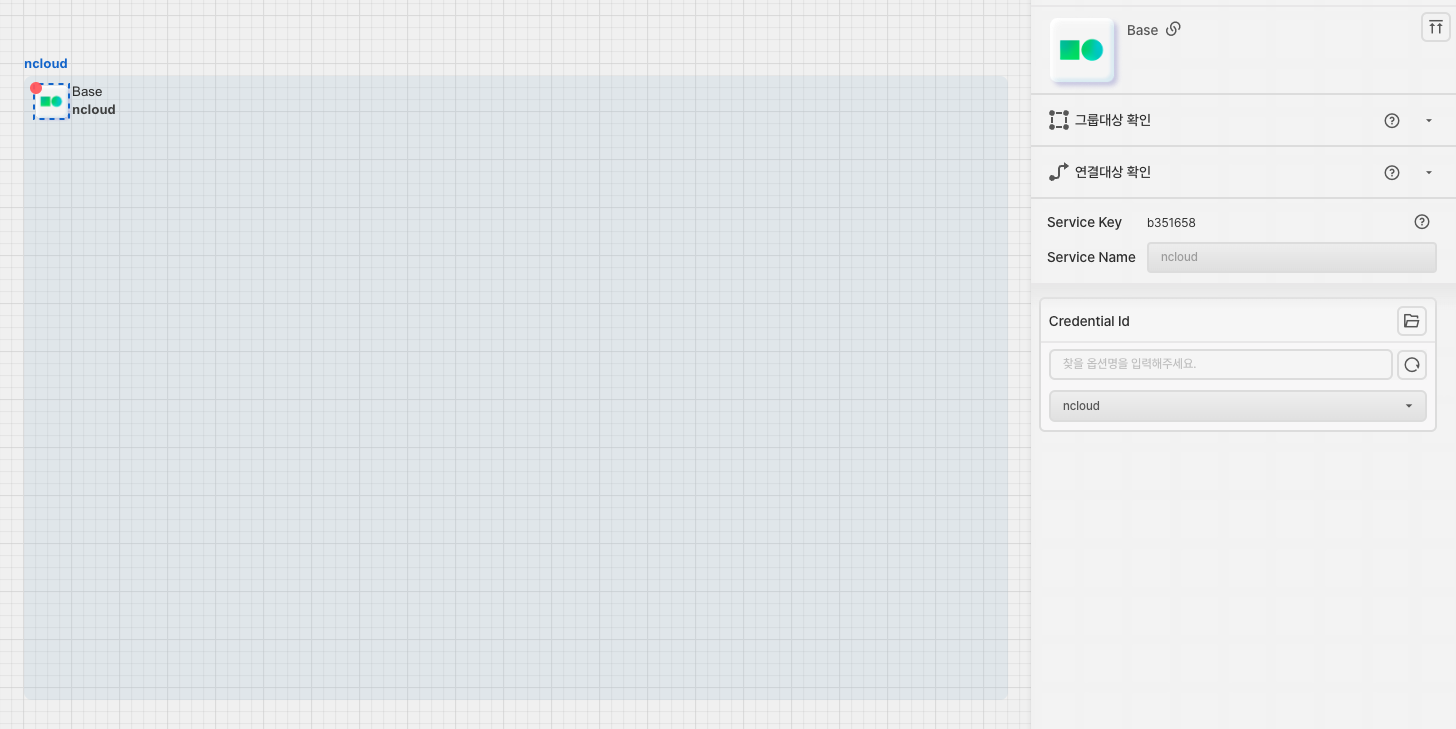 ncloud
Base
ncloud
Base
그룹대상 확인
연결대상 확인
Service Key b351658
Service Name ncloud
Credential Id
찾을 옵션명을 입력해주세요.
ncloud